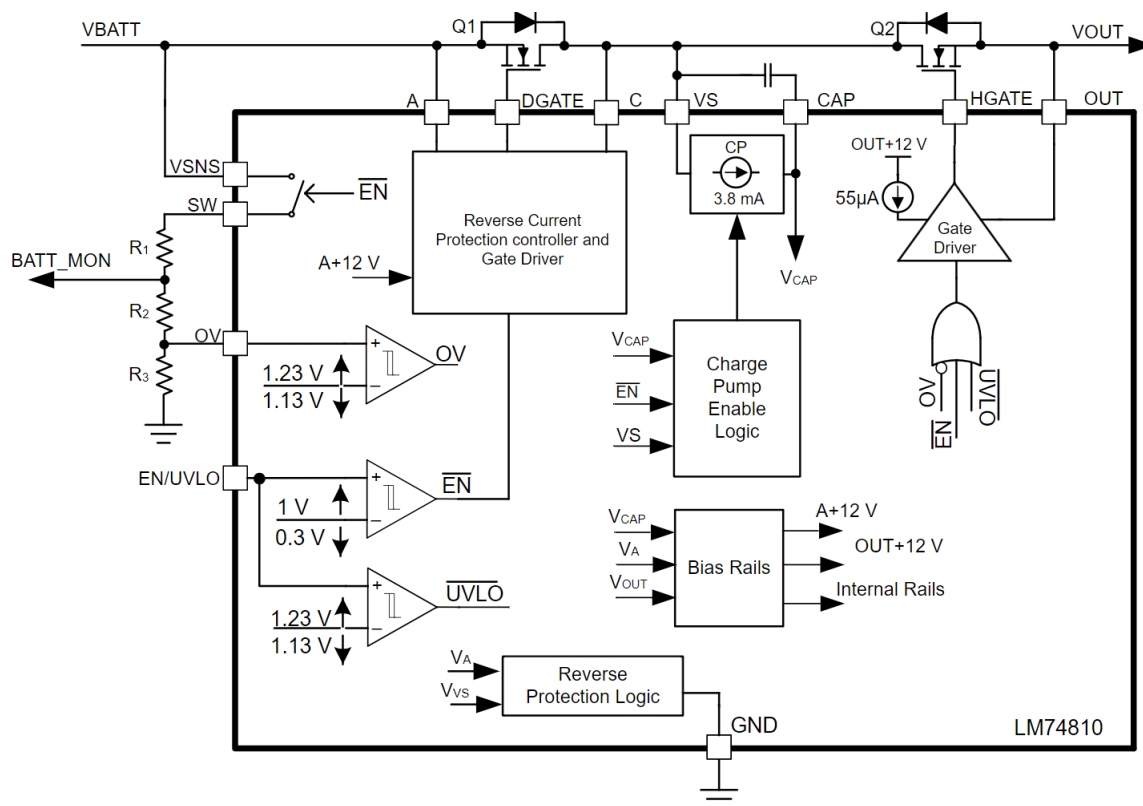 VBATT
Q1
Q2
VOUT
A
DGATE
C
VS
CAP
HGATE
OUT
VSNS
SW
EN
R1
BATT_MON
R2
OV
R3
Reverse Current
Protection controller and
Gate Driver
A+12 V
CP
3.8 mA
VCAP
OUT+12 V
55µA
Gate
Driver
OV
EN
UVLO
+
1.23 V
−
1.13 V
OV
VCAP
EN
VS
Charge
Pump
Enable
Logic
EN/UVLO
+
1 V
−
0.3 V
EN
+
1.23 V
−
1.13 V
UVLO
VCAP
VA
VOUT
Bias Rails
A+12 V
OUT+12 V
Internal Rails
VA
VVS
Reverse
Protection Logic
GND
LM74810